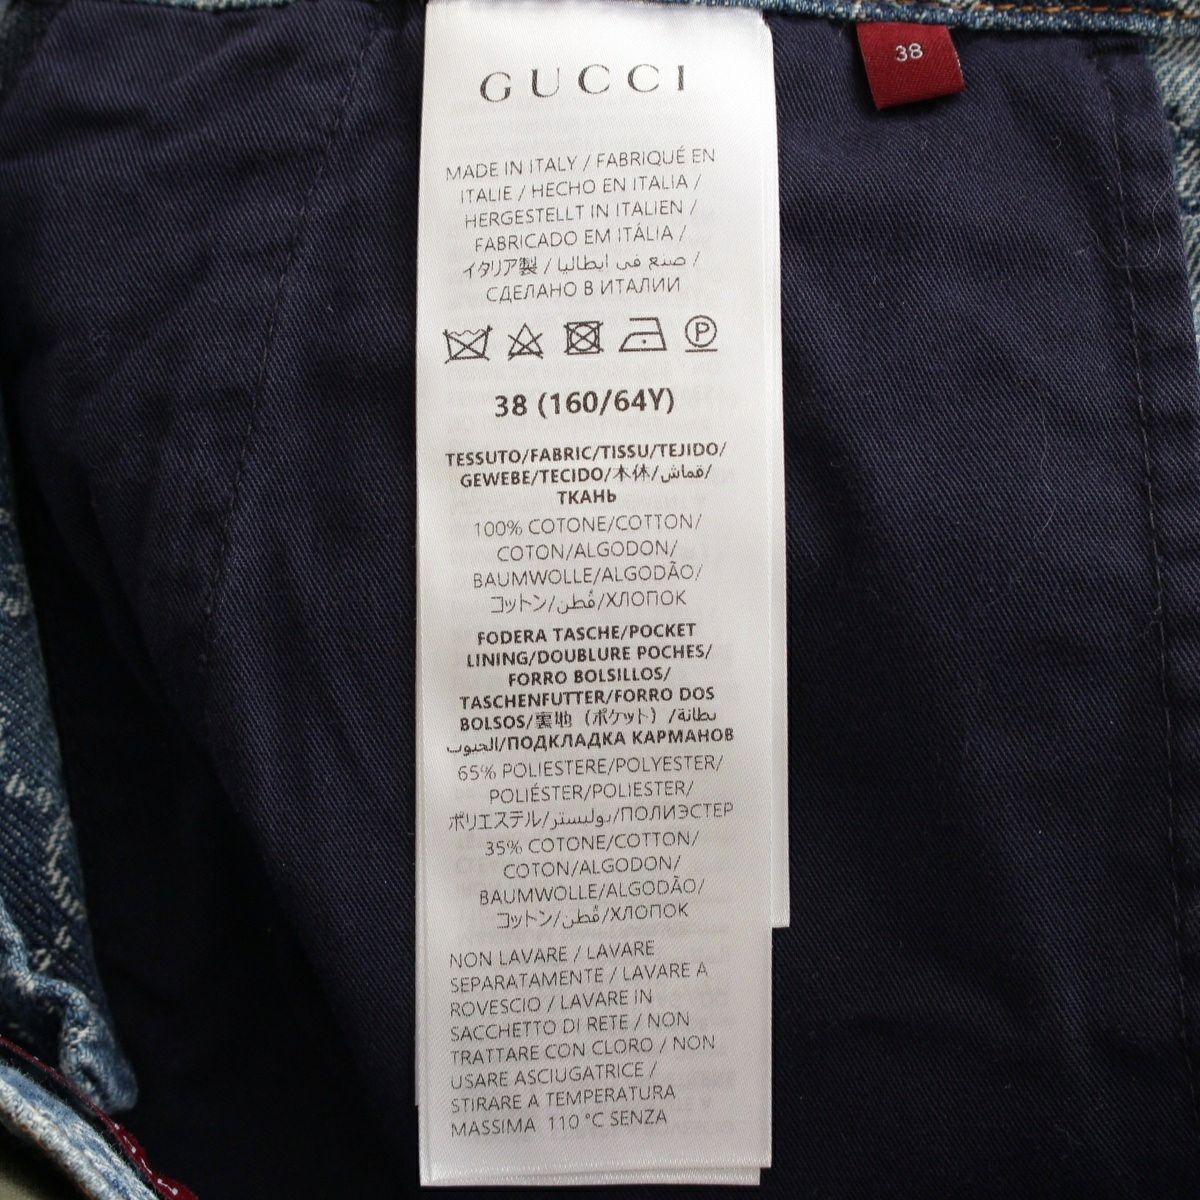 GUCCI
38
MADE IN ITALY / FABRIQUÉ EN
ITALIE / HECHO EN ITALIA /
HERGESTELLT IN ITALIEN /
FABRICADO EM ITÁLIA /
イタリア製 / صنع في ايطاليا /
СДЕЛАНО В ИТАЛИИ
P
38 (160/64Y)
TESSUTO/FABRIC/TISSU/TEJIDO/
GEWEBE/TECIDO/本体/قماش/
ТКАНЬ
100% COTONE/COTTON/
COTON/ALGODON/
BAUMWOLLE/ALGODÃO/
コットン/قُطن/ХЛОПОК
FODERA TASCHE/POCKET
LINING/DOUBLURE POCHES/
FORRO BOLSILLOS/
TASCHENFUTTER/FORRO DOS
BOLSOS/裏地（ポケット）/بطانة
الجيوب/ПОДКЛАДКА КАРМАНОВ
65% POLIESTERE/POLYESTER/
POLIÉSTER/POLIESTER/
ポリエステル/بوليستر/ПОЛИЭСТЕР
35% COTONE/COTTON/
COTON/ALGODON/
BAUMWOLLE/ALGODÃO/
コットン/قُطن/ХЛОПОК
NON LAVARE / LAVARE
SEPARATAMENTE / LAVARE A
ROVESCIO / LAVARE IN
SACCHETTO DI RETE / NON
TRATTARE CON CLORO / NON
USARE ASCIUGATRICE /
STIRARE A TEMPERATURA
MASSIMA 110 °C SENZA